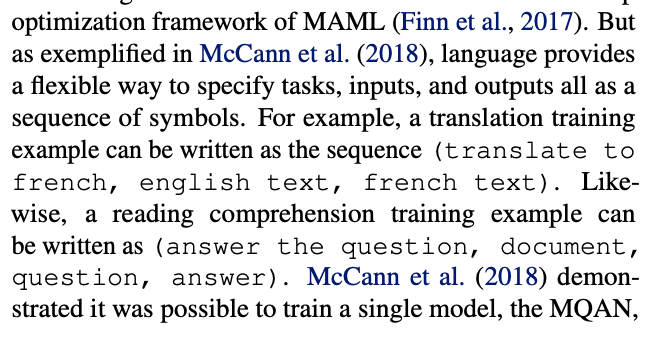 optimization framework of MAML (Finn et al., 2017). But
as exemplified in McCann et al. (2018), language provides
a flexible way to specify tasks, inputs, and outputs all as a
sequence of symbols. For example, a translation training
example can be written as the sequence (translate to
french, english text, french text). Like-
wise, a reading comprehension training example can
be written as (answer the question, document,
question, answer). McCann et al. (2018) demon-
strated it was possible to train a single model, the MQAN,